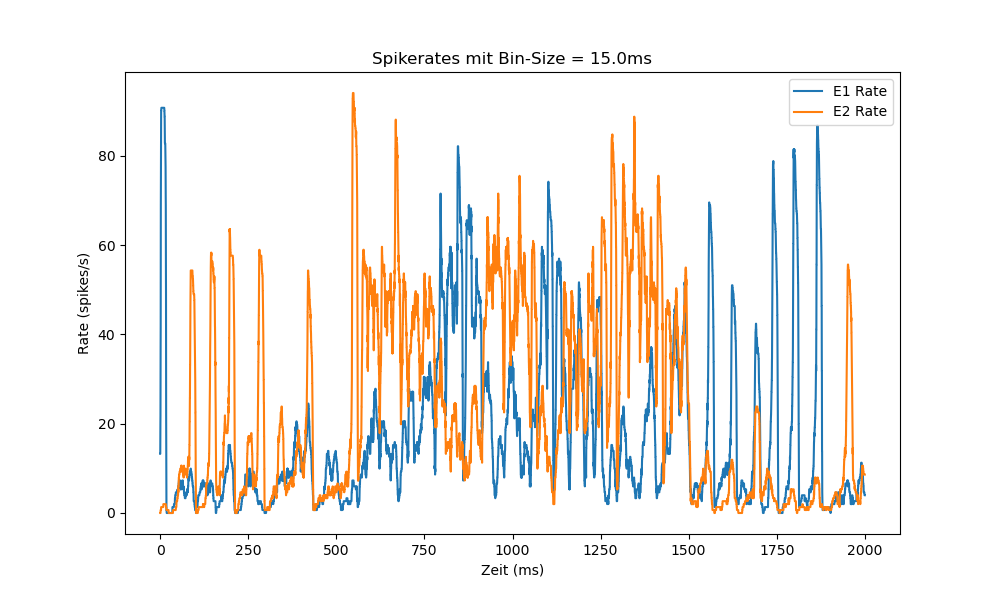 Spikerates mit Bin-Size = 15.0ms
E1 Rate
E2 Rate
Rate (spikes/s)
80
60
40
20
0
0 250 500 750 1000 1250 1500 1750 2000
Zeit (ms)